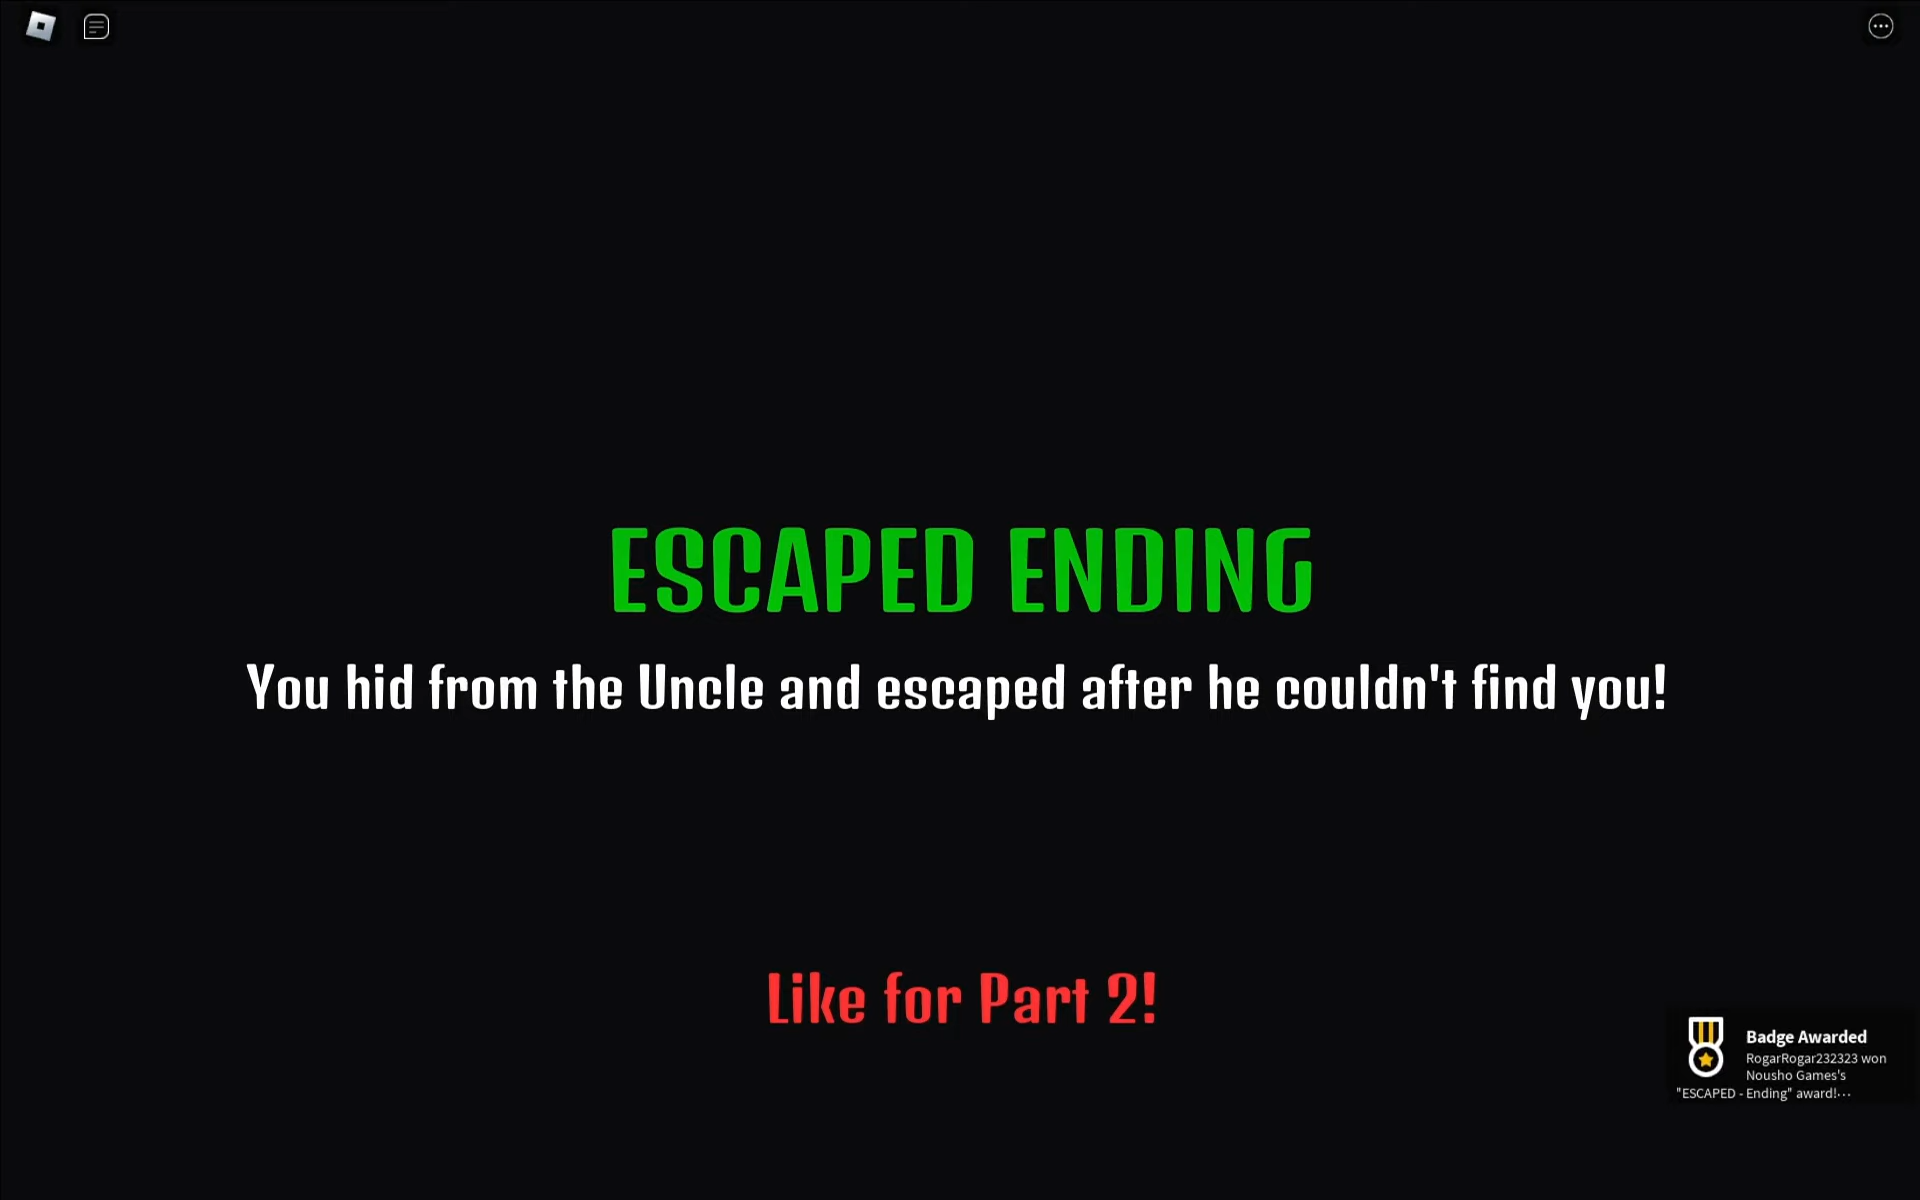 ESCAPED ENDING
You hid from the Uncle and escaped after he couldn't find you!
Like for Part 2!
Badge Awarded
RogarRogar232323 won
Nousho Games's
"ESCAPED - Ending" award!···